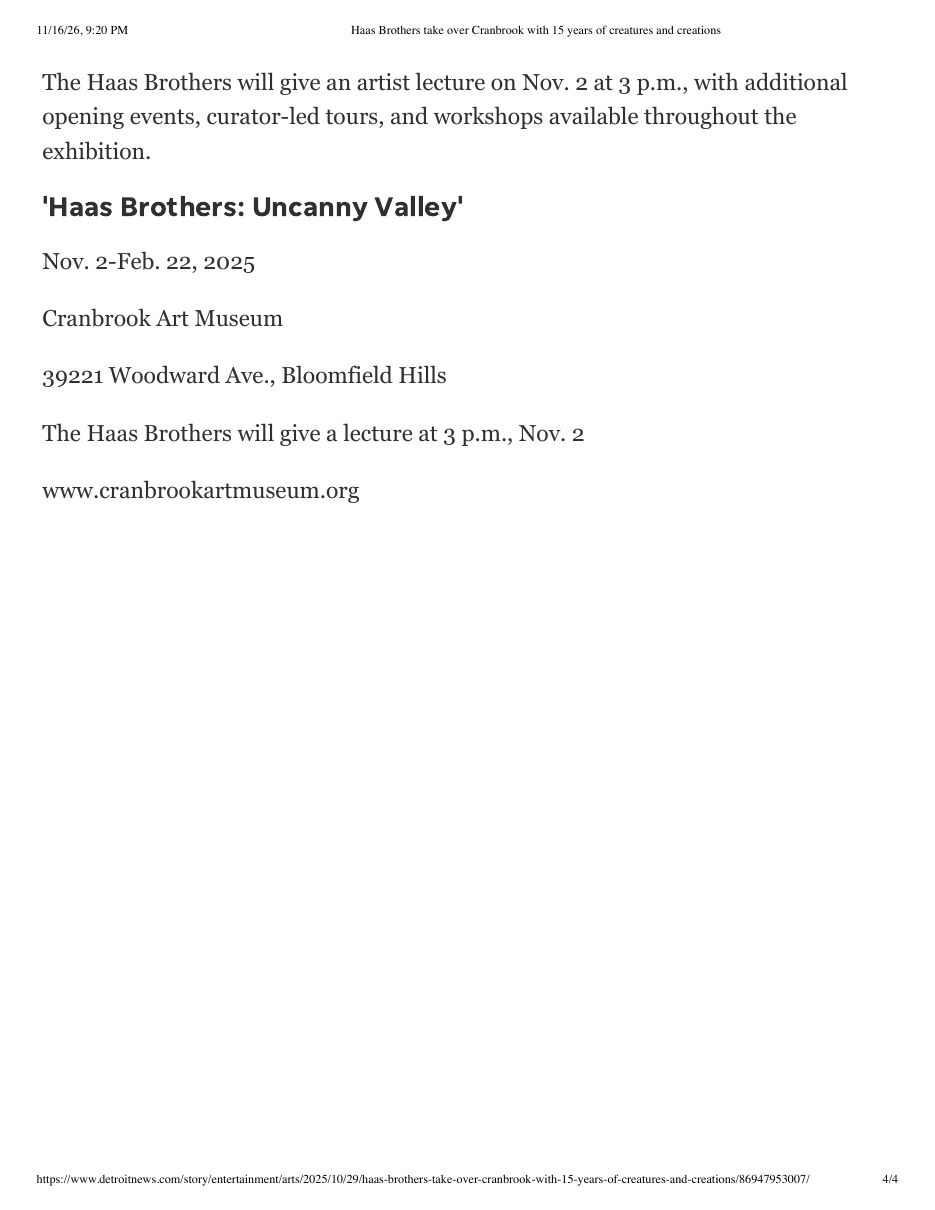 11/16/26, 9:20 PM Haas Brothers take over Cranbrook with 15 years of creatures and creations
The Haas Brothers will give an artist lecture on Nov. 2 at 3 p.m., with additional
opening events, curator-led tours, and workshops available throughout the
exhibition.
'Haas Brothers: Uncanny Valley'
Nov. 2-Feb. 22, 2025
Cranbrook Art Museum
39221 Woodward Ave., Bloomfield Hills
The Haas Brothers will give a lecture at 3 p.m., Nov. 2
www.cranbrookartmuseum.org
https://www.detroitnews.com/story/entertainment/arts/2025/10/29/haas-brothers-take-over-cranbrook-with-15-years-of-creatures-and-creations/86947953007/ 4/4